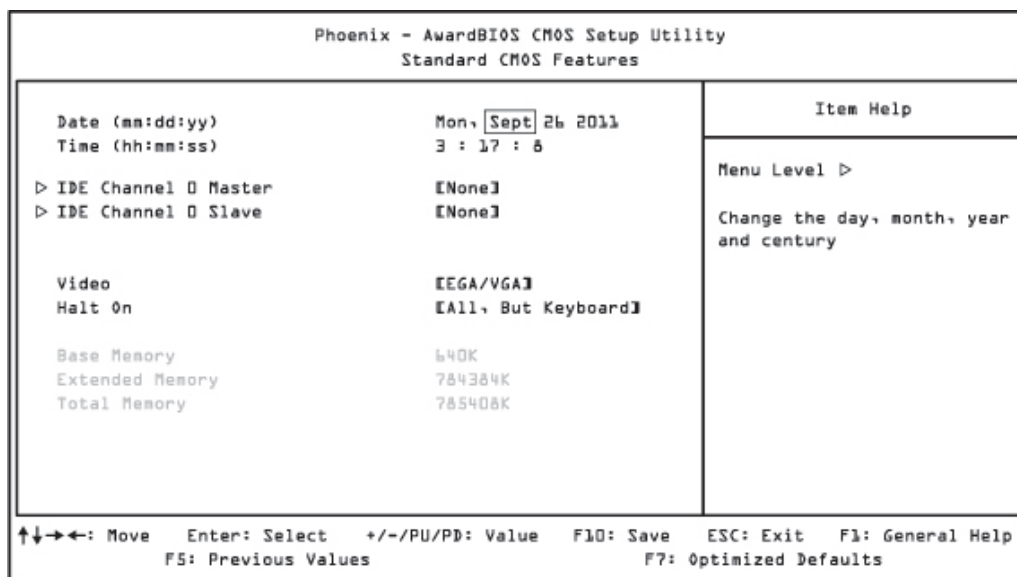 Phoenix - AwardBIOS CMOS Setup Utility
Standard CMOS Features
Date (mm:dd:yy) Mon, Sept 26 2011
Time (hh:mm:ss) 3 : 17 : 8
▷ IDE Channel 0 Master [None]
▷ IDE Channel 0 Slave [None]
Video [EGA/VGA]
Halt On [All, But Keyboard]
Base Memory 640K
Extended Memory 784384K
Total Memory 785408K
Item Help
Menu Level ▷
Change the day, month, year
and century
↑↓→←: Move Enter: Select +/-/PU/PD: Value F10: Save ESC: Exit F1: General Help
F5: Previous Values F7: Optimized Defaults